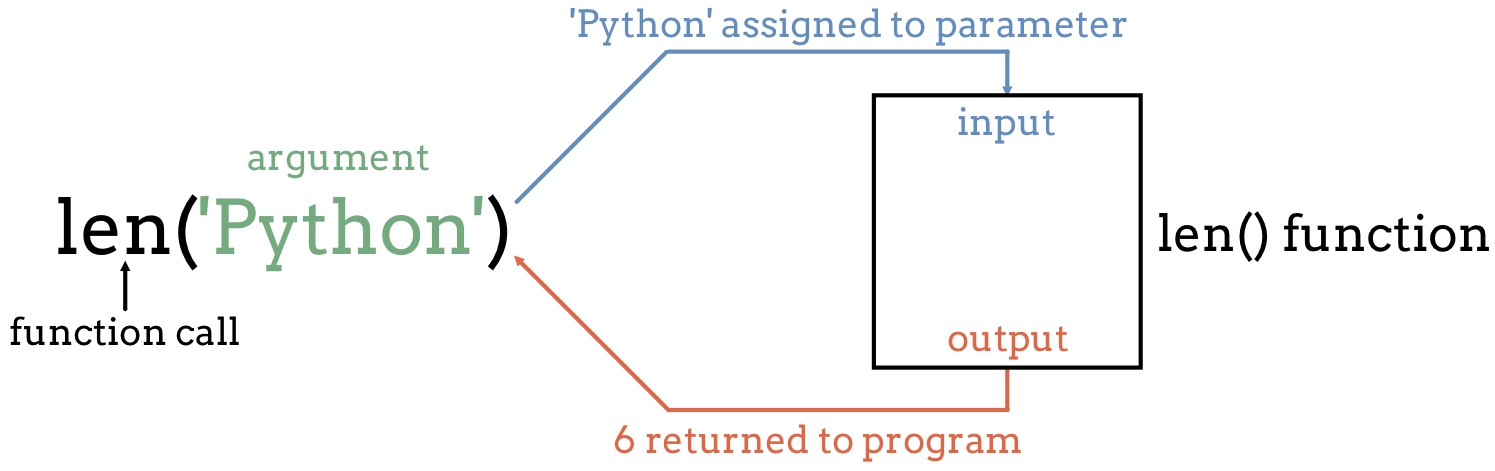 'Python' assigned to parameter
input
argument
len('Python')
len() function
function call
output
6 returned to program